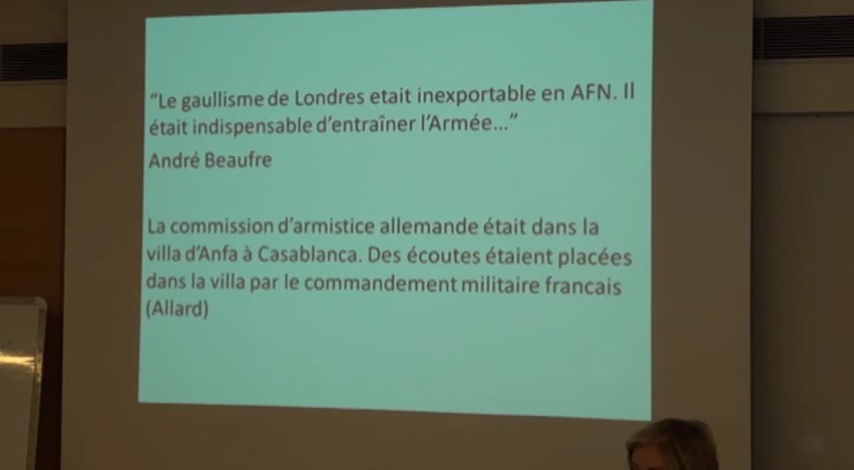 “Le gaullisme de Londres etait inexportable en AFN. Il
était indispensable d’entraîner l’Armée...”
André Beaufre
La commission d’armistice allemande était dans la
villa d’Anfa à Casablanca. Des écoutes étaient placées
dans la villa par le commandement militaire francais
(Allard)